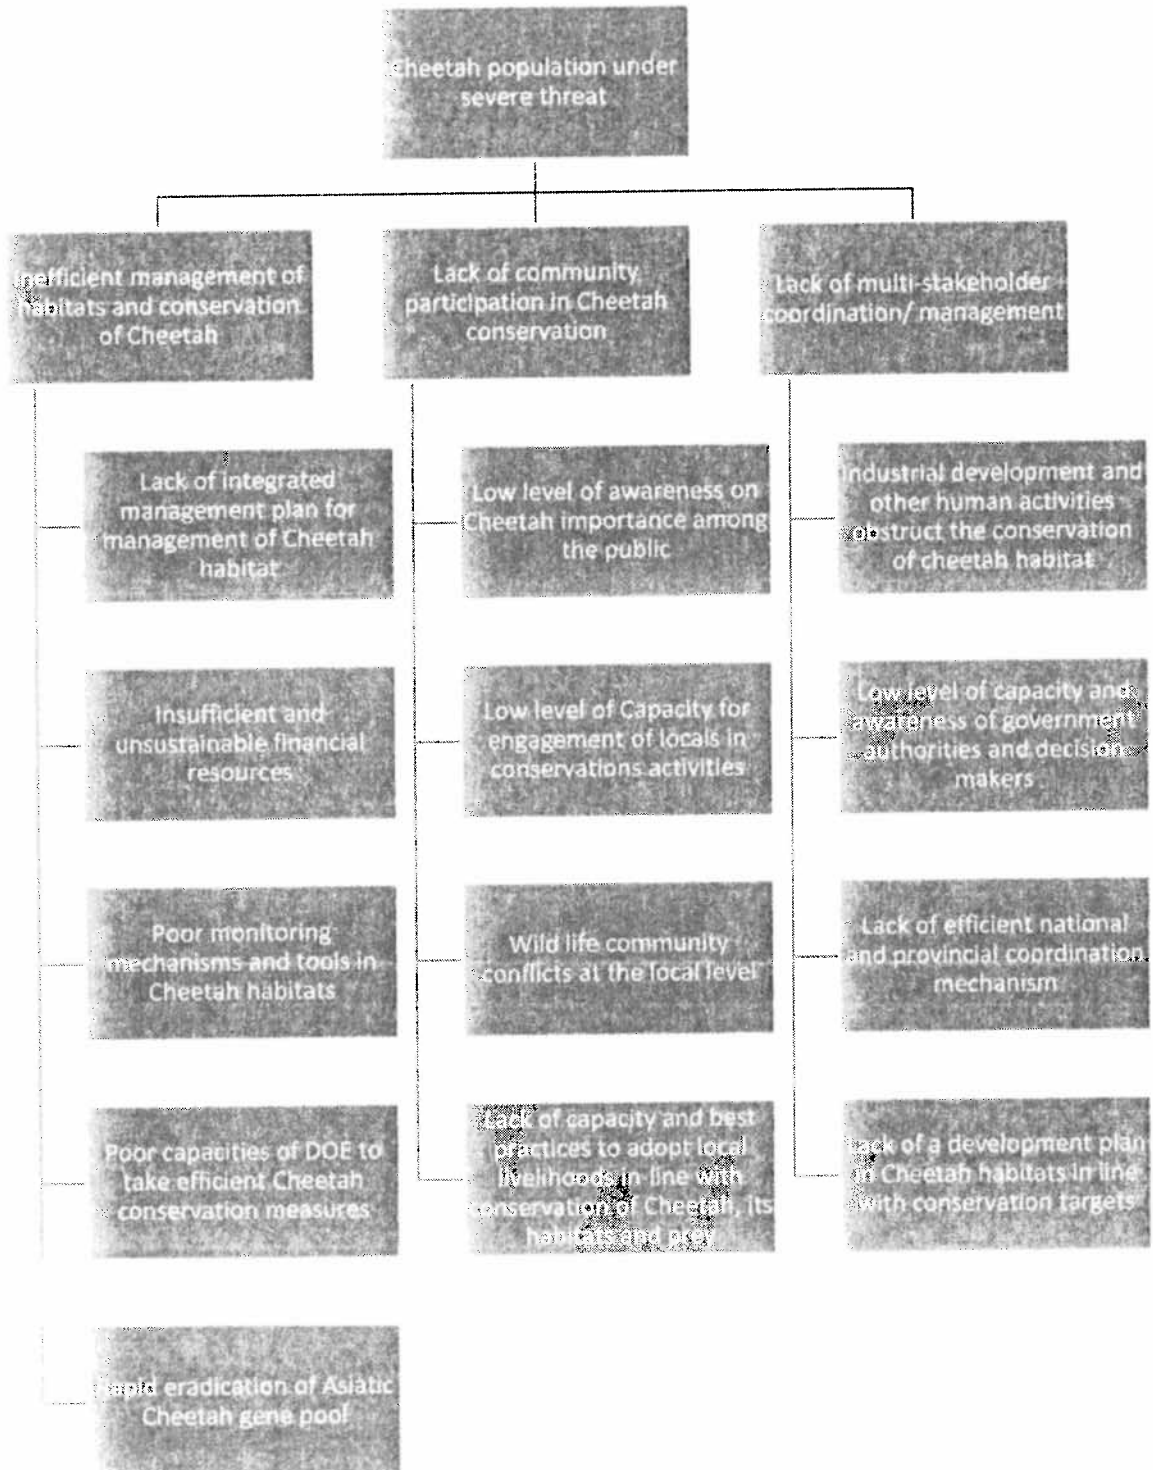 Cheetah population under
severe threat
Inefficient management of
habitats and conservation
of Cheetah
Lack of community
participation in Cheetah
conservation
Lack of multi-stakeholder
coordination/ management
Lack of integrated
management plan for
management of Cheetah
habitat
Insufficient and
unsustainable financial
resources
Poor monitoring
mechanisms and tools in
Cheetah habitats
Poor capacities of DOE to
take efficient Cheetah
conservation measures
Rapid eradication of Asiatic
Cheetah gene pool
Low level of awareness on
Cheetah importance among
the public
Low level of Capacity for
engagement of locals in
conservations activities
Wild life community
conflicts at the local level
Lack of capacity and best
practices to adopt local
livelihoods in line with
conservation of Cheetah, its
habitats and prey
Industrial development and
other human activities
obstruct the conservation
of cheetah habitat
Low level of capacity and
awareness of government
authorities and decision
makers
Lack of efficient national
and provincial coordination
mechanism
Lack of a development plan
in Cheetah habitats in line
with conservation targets